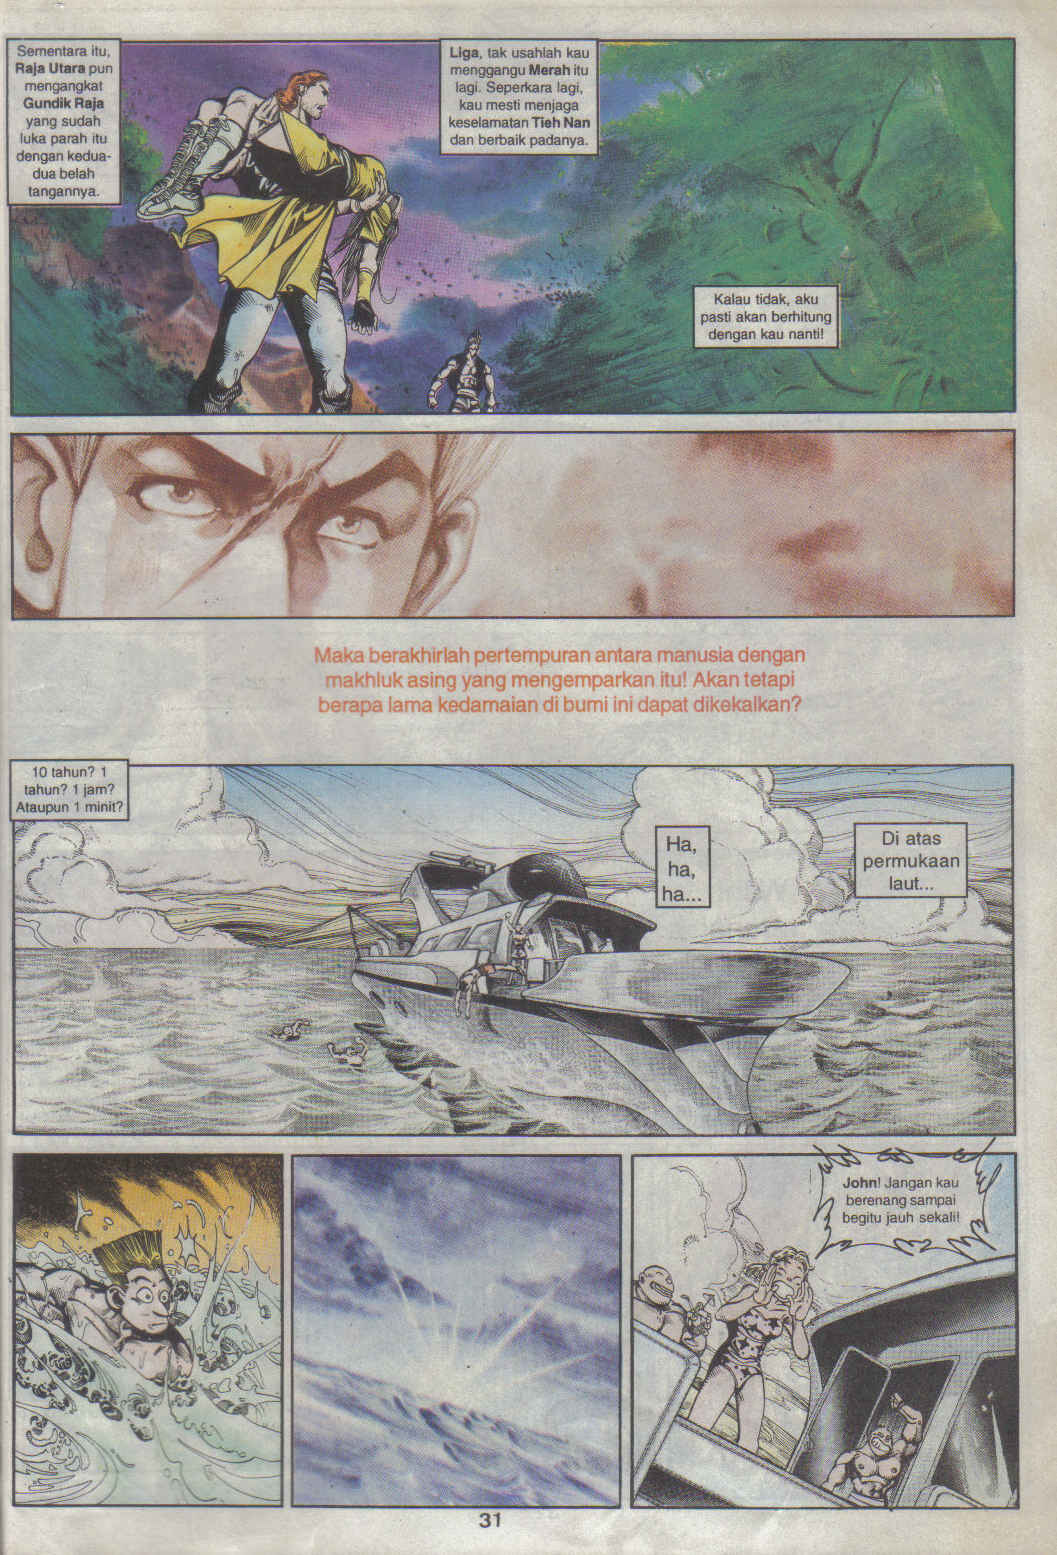 Sementara itu,
Raja Utara pun
mengangkat
Gundik Raja
yang sudah
luka parah itu
dengan kedua-
dua belah
tangannya.
Liga, tak usahlah kau
menggangu Merah itu
lagi. Seperkara lagi,
kau mesti menjaga
keselamatan Tieh Nan
dan berbaik padanya.
Kalau tidak, aku
pasti akan berhitung
dengan kau nanti!
Maka berakhirlah pertempuran antara manusia dengan
makhluk asing yang mengemparkan itu! Akan tetapi
berapa lama kedamaian di bumi ini dapat dikekalkan?
10 tahun? 1
tahun? 1 jam?
Ataupun 1 minit?
Ha,
ha,
ha...
Di atas
permukaan
laut...
John! Jangan kau
berenang sampai
begitu jauh sekali!
31